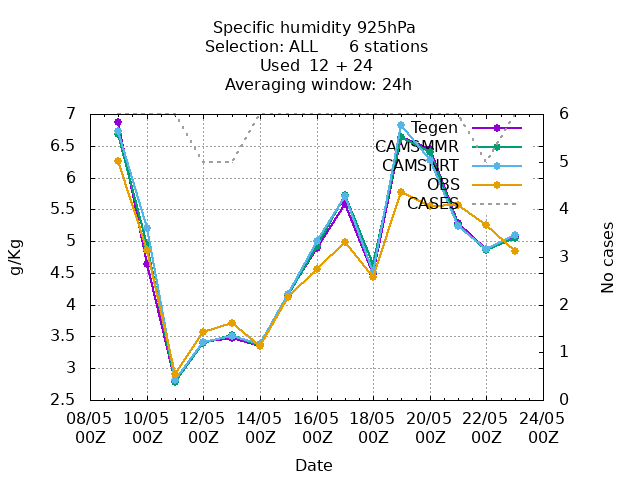 Specific humidity 925hPa
Selection: ALL 6 stations
Used 12 + 24
Averaging window: 24h
7
6.5
6
5.5
5
4.5
4
3.5
3
2.5
g/Kg
6
5
4
3
2
1
0
No cases
Tegen
CAMSMMR
CAMSNRT
OBS
CASES
08/05 10/05 12/05 14/05 16/05 18/05 20/05 22/05 24/05
00Z 00Z 00Z 00Z 00Z 00Z 00Z 00Z 00Z
Date